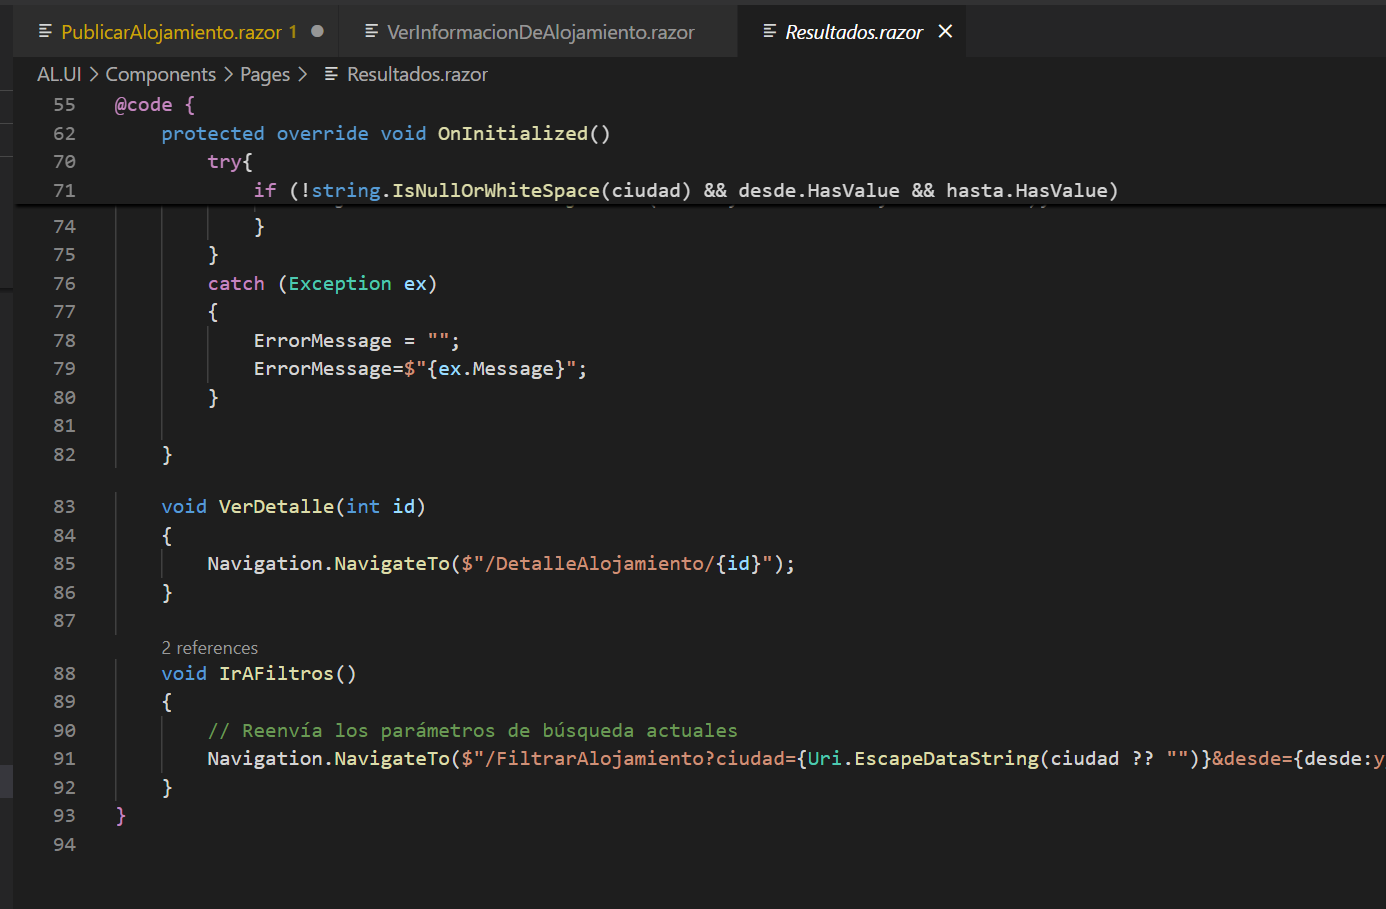 PublicarAlojamiento.razor 1
VerInformacionDeAlojamiento.razor
Resultados.razor
AL.UI > Components > Pages > Resultados.razor
55 @code {
62 protected override void OnInitialized()
70 try{
71 if (!string.IsNullOrWhiteSpace(ciudad) && desde.HasValue && hasta.HasValue)
74 }
75 }
76 catch (Exception ex)
77 {
78 ErrorMessage = "";
79 ErrorMessage=$"{ex.Message}";
80 }
81
82 }
83 void VerDetalle(int id)
84 {
85 Navigation.NavigateTo($"/DetalleAlojamiento/{id}");
86 }
87
2 references
88 void IrAFiltros()
89 {
90 // Reenvía los parámetros de búsqueda actuales
91 Navigation.NavigateTo($"/FiltrarAlojamiento?ciudad={Uri.EscapeDataString(ciudad ?? "")}&desde={desde:y
92 }
93 }
94